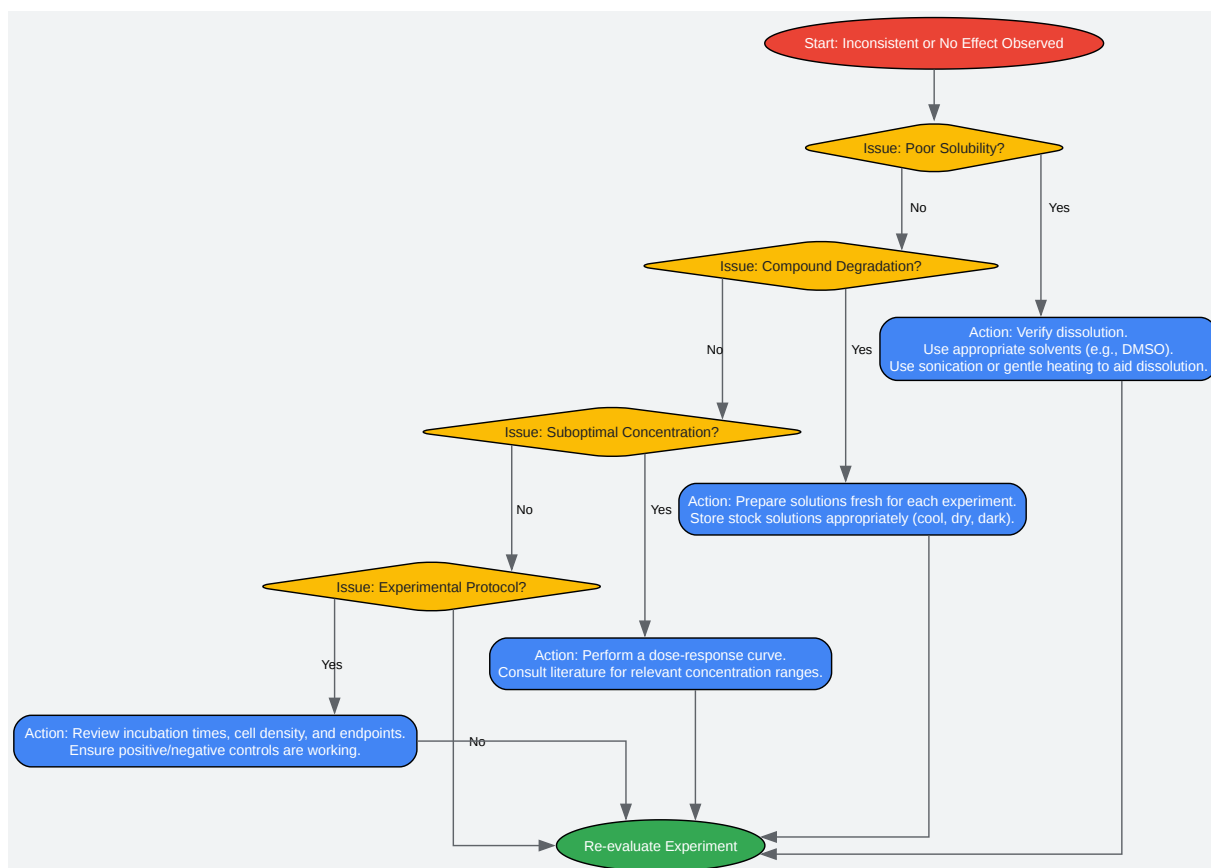 Start: Inconsistent or No Effect Observed
Issue: Poor Solubility?
No
Yes
Issue: Compound Degradation?
Action: Verify dissolution.
Use appropriate solvents (e.g., DMSO).
Use sonication or gentle heating to aid dissolution.
No
Yes
Issue: Suboptimal Concentration?
Action: Prepare solutions fresh for each experiment.
Store stock solutions appropriately (cool, dry, dark).
No
Yes
Issue: Experimental Protocol?
Action: Perform a dose-response curve.
Consult literature for relevant concentration ranges.
Yes
Action: Review incubation times, cell density, and endpoints.
Ensure positive/negative controls are working.
No
Re-evaluate Experiment